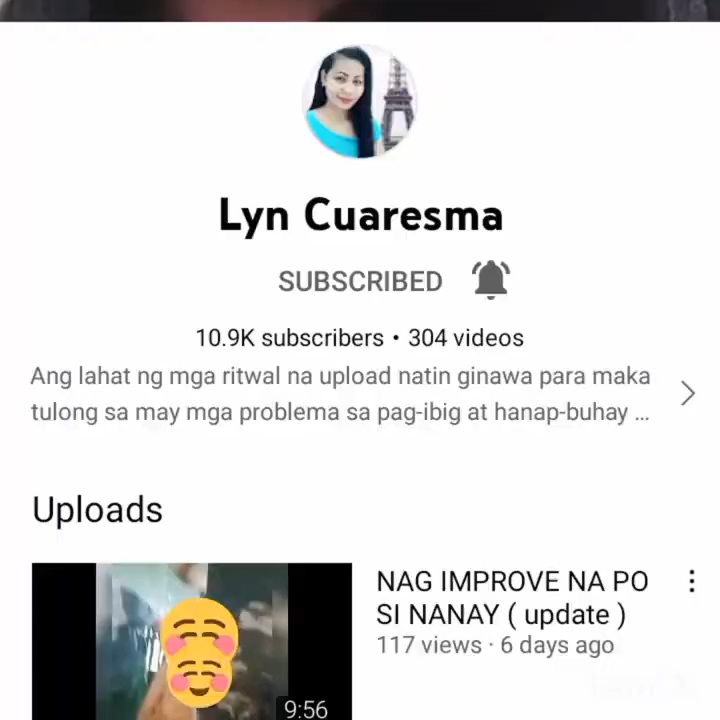 Lyn Cuaresma
SUBSCRIBED
10.9K subscribers • 304 videos
Ang lahat ng mga ritwal na upload natin ginawa para maka
tulong sa may mga problema sa pag-ibig at hanap-buhay ...
Uploads
NAG IMPROVE NA PO
SI NANAY ( update )
117 views · 6 days ago
9:56